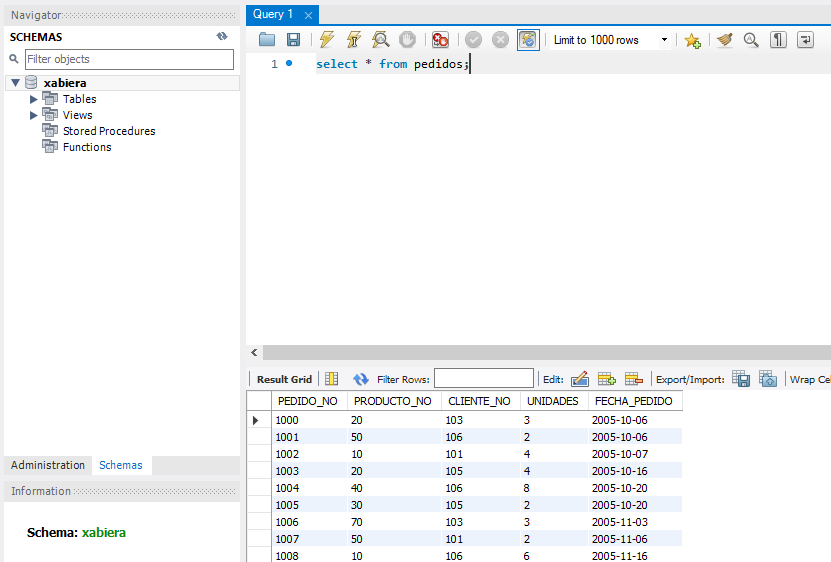 Navigator
SCHEMAS
Filter objects
xabiera
Tables
Views
Stored Procedures
Functions
Administration Schemas
Information
Schema: xabiera
Query 1
Limit to 1000 rows
1 select * from pedidos;
Result Grid Filter Rows: Edit: Export/Import: Wrap Cel
PEDIDO_NO PRODUCTO_NO CLIENTE_NO UNIDADES FECHA_PEDIDO
1000 20 103 3 2005-10-06
1001 50 106 2 2005-10-06
1002 10 101 4 2005-10-07
1003 20 105 4 2005-10-16
1004 40 106 8 2005-10-20
1005 30 105 2 2005-10-20
1006 70 103 3 2005-11-03
1007 50 101 2 2005-11-06
1008 10 106 6 2005-11-16